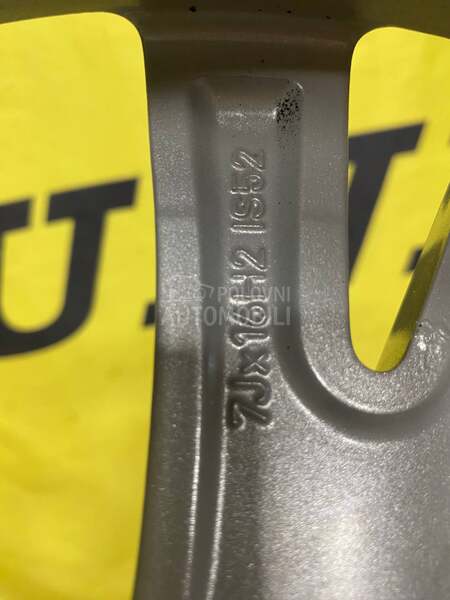 7Jx16H2 IS52
POLOVNI
AUTOMOBILI
U.